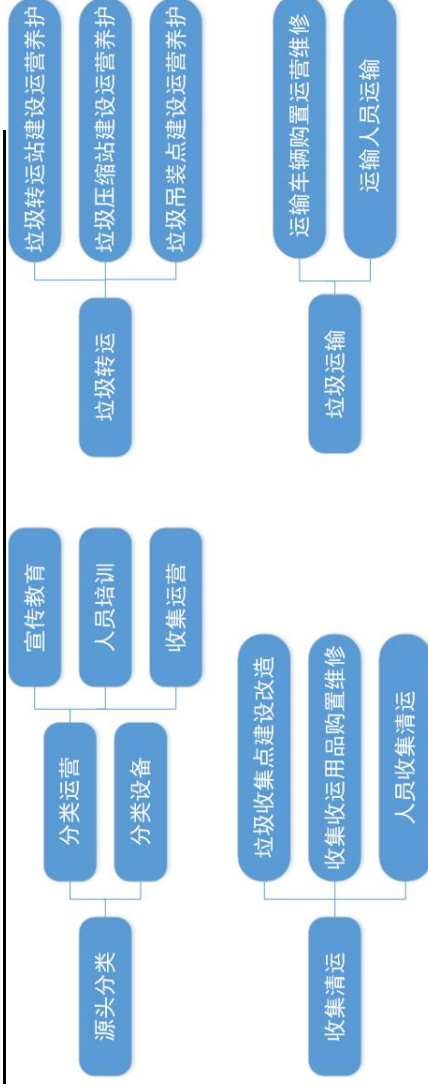 源头分类
分类运营
宣传教育
人员培训
收集运营
分类设备
垃圾转运
垃圾转运站建设运营养护
垃圾压缩站建设运营养护
垃圾吊装点建设运营养护
收集清运
垃圾收集点建设改造
收集收运用品购置维修
人员收集清运
垃圾运输
运输车辆购置运营维修
运输人员运输